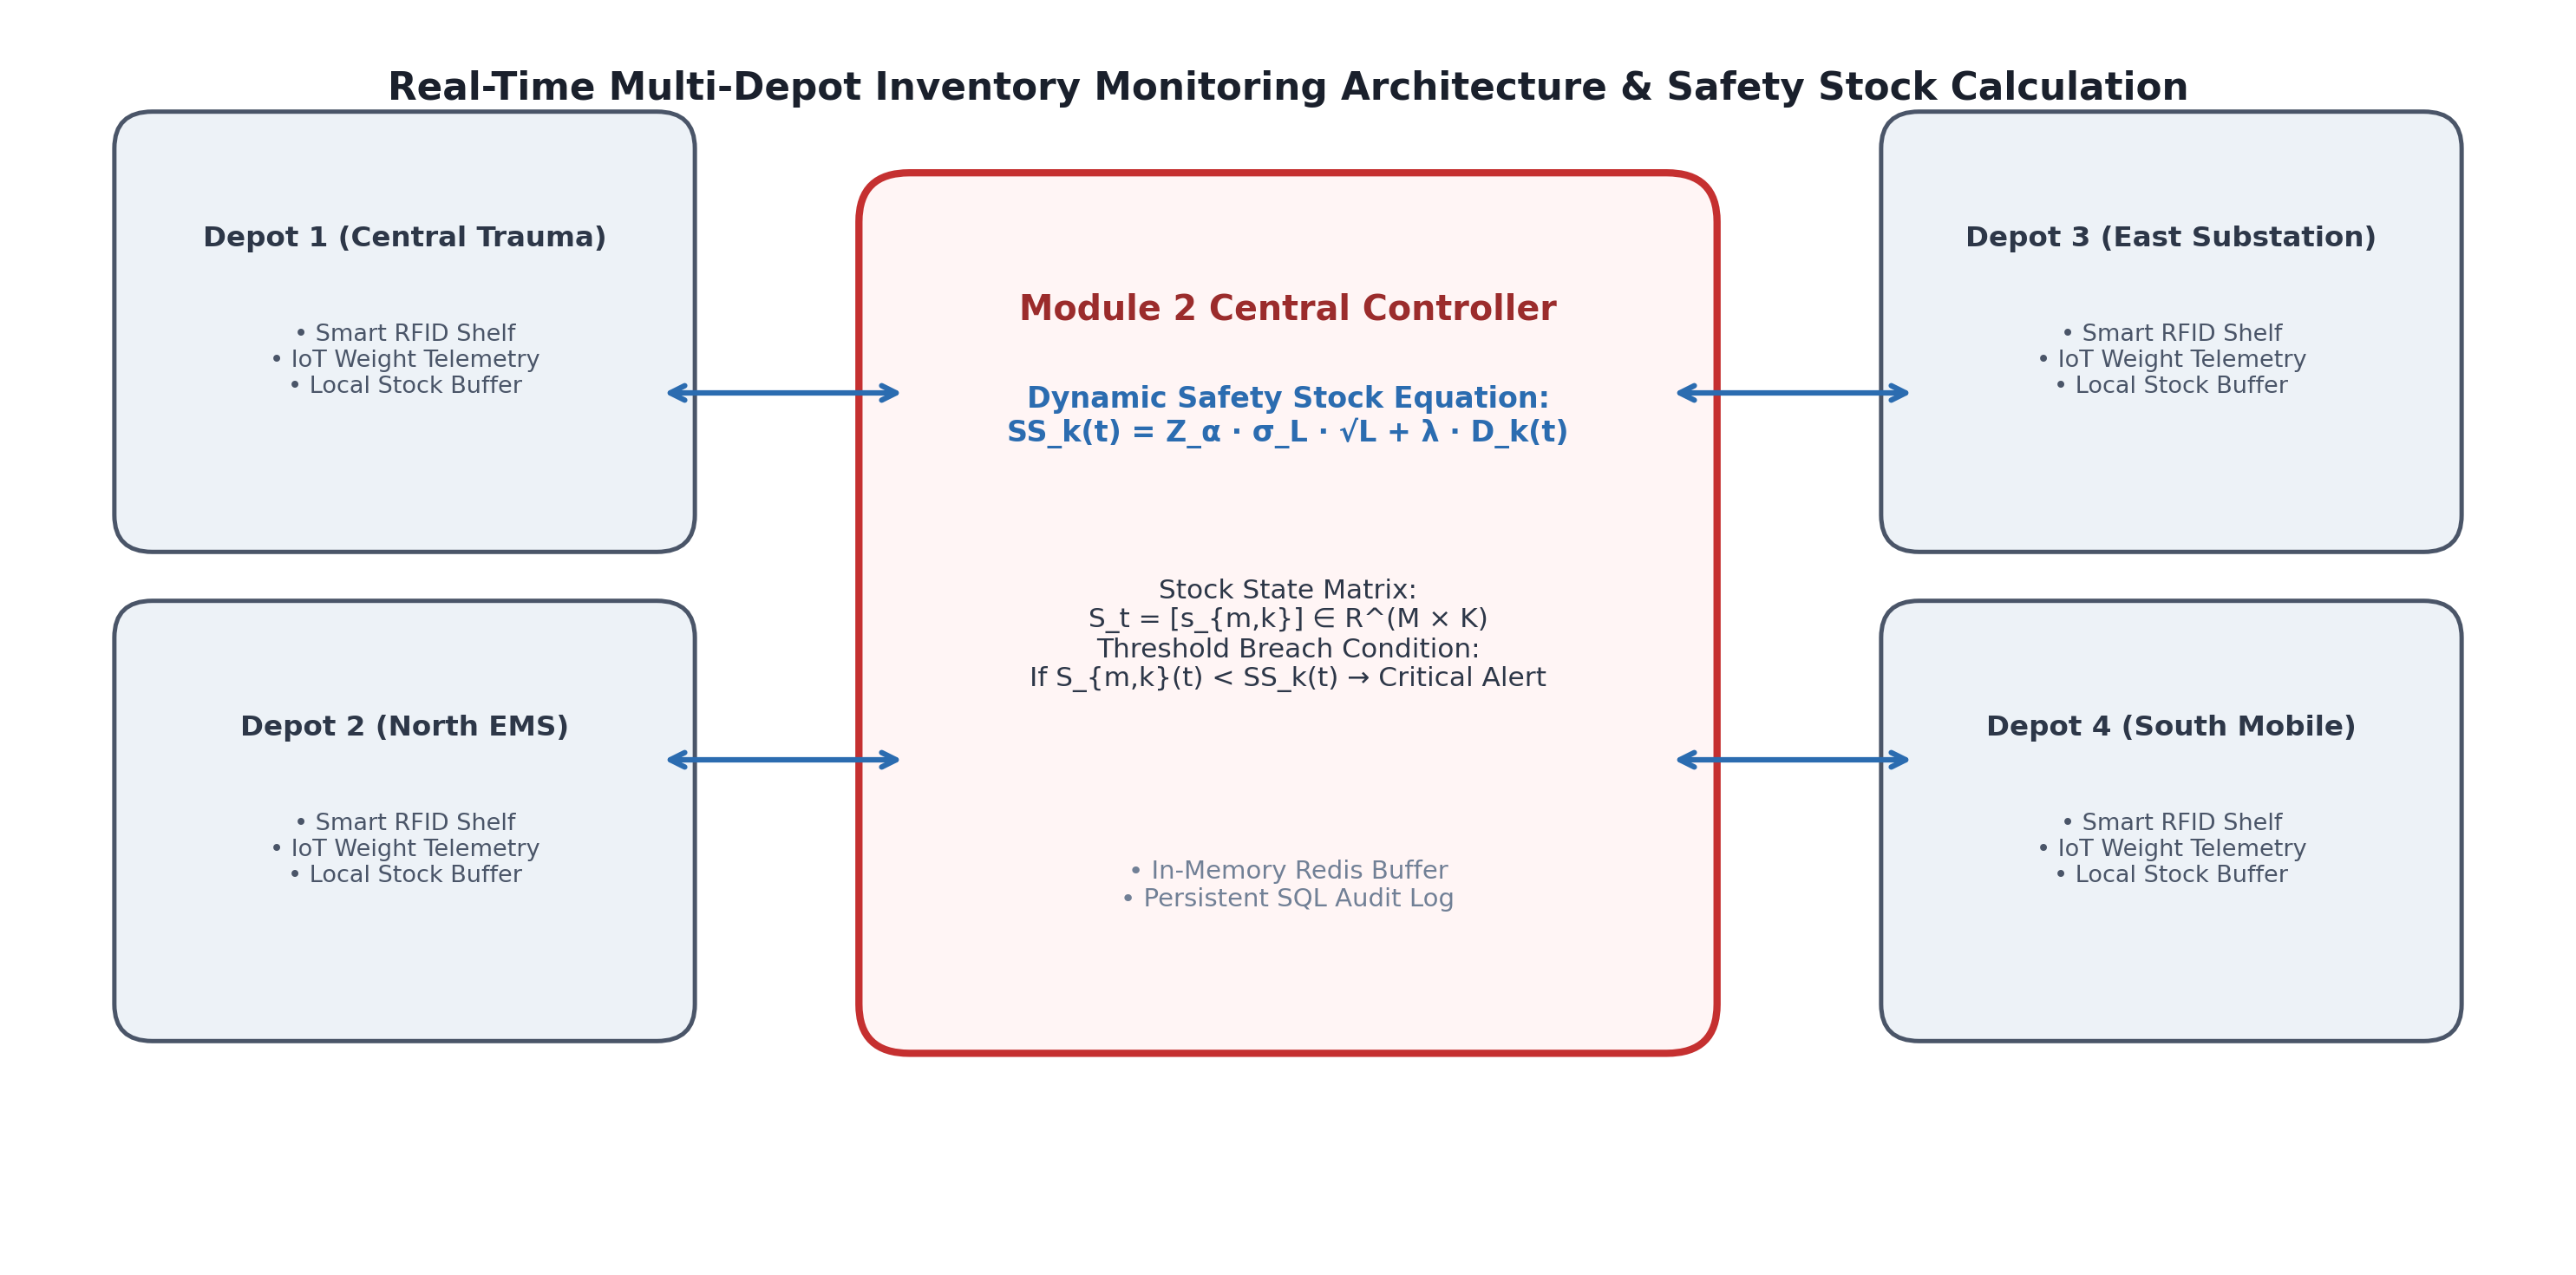 Real-Time Multi-Depot Inventory Monitoring Architecture & Safety Stock Calculation
Depot 1 (Central Trauma)
• Smart RFID Shelf
• IoT Weight Telemetry
• Local Stock Buffer
Depot 2 (North EMS)
• Smart RFID Shelf
• IoT Weight Telemetry
• Local Stock Buffer
Module 2 Central Controller
Dynamic Safety Stock Equation:
SS_k(t) = Z_α · σ_L · √L + λ · D_k(t)
Stock State Matrix:
S_t = [s_{m,k}] ∈ R^(M × K)
Threshold Breach Condition:
If S_{m,k}(t) < SS_k(t) → Critical Alert
• In-Memory Redis Buffer
• Persistent SQL Audit Log
Depot 3 (East Substation)
• Smart RFID Shelf
• IoT Weight Telemetry
• Local Stock Buffer
Depot 4 (South Mobile)
• Smart RFID Shelf
• IoT Weight Telemetry
• Local Stock Buffer